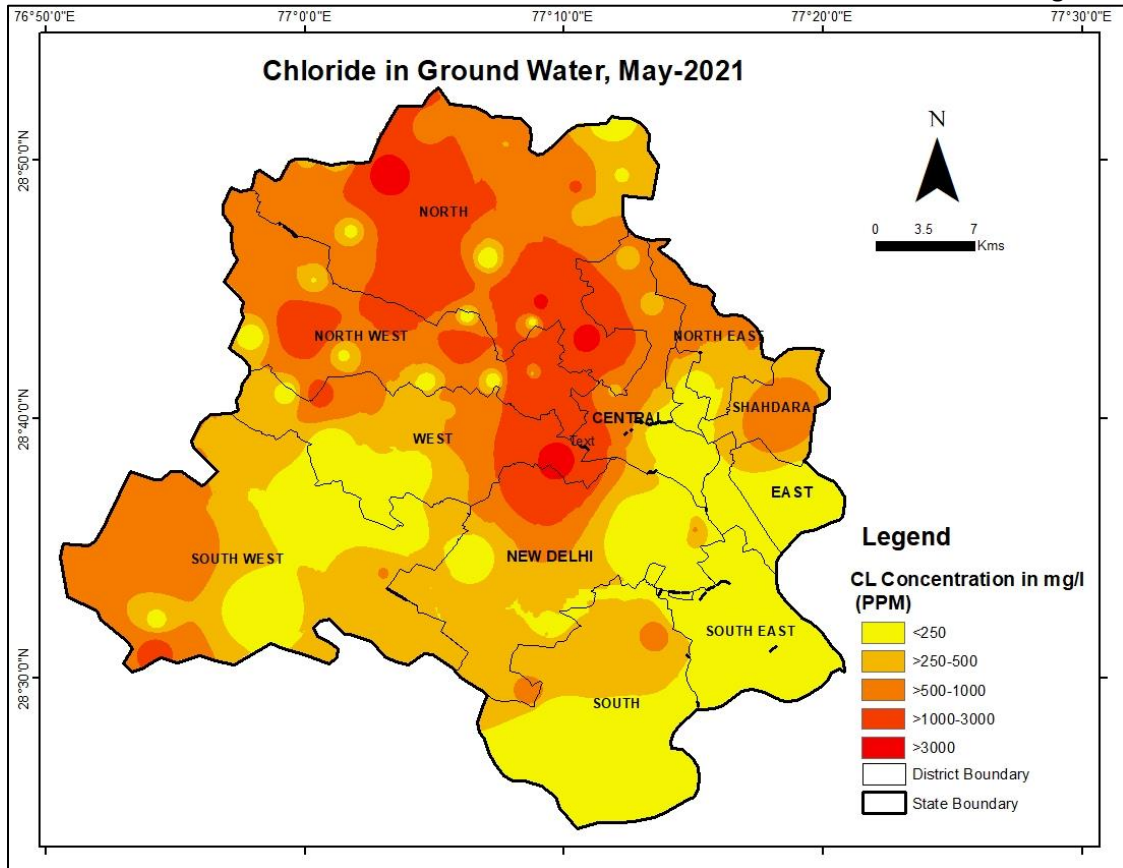 76°50'0"E 77°0'0"E 77°10'0"E 77°20'0"E 77°30'0"E
Chloride in Ground Water, May-2021
N
0 3.5 7
Kms
28°50'0"N
28°40'0"N
28°30'0"N
NORTH
NORTH WEST
NORTH EAST
SHAHDARA
CENTRAL
WEST
Text
EAST
SOUTH WEST
NEW DELHI
SOUTH EAST
SOUTH
Legend
CL Concentration in mg/l
(PPM)
<250
>250-500
>500-1000
>1000-3000
>3000
District Boundary
State Boundary